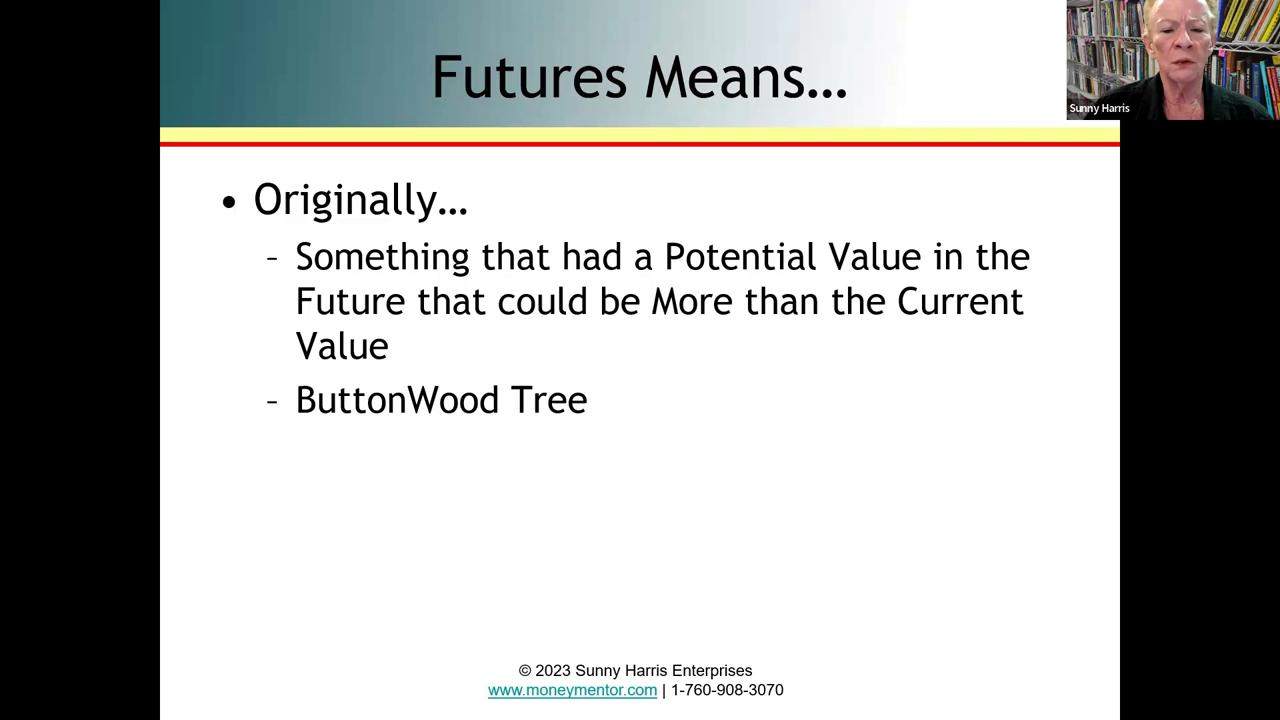 Futures Means…
Sunny Harris
• Originally…
– Something that had a Potential Value in the
Future that could be More than the Current
Value
– ButtonWood Tree
© 2023 Sunny Harris Enterprises
www.moneymentor.com | 1-760-908-3070